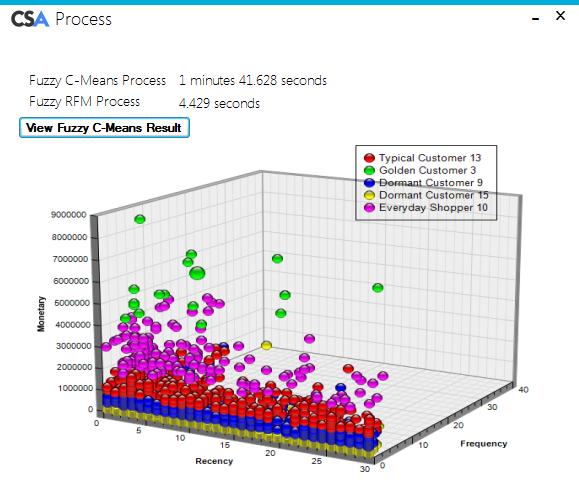 CSA Process
Fuzzy C-Means Process 1 minutes 41.628 seconds
Fuzzy RFM Process 4.429 seconds
View Fuzzy C-Means Result
Typical Customer 13
Golden Customer 3
Dormant Customer 9
Dormant Customer 15
Everyday Shopper 10
9000000
8000000
7000000
6000000
5000000
4000000
3000000
2000000
1000000
0
Monetary
0
5
10
15
20
25
30
Recency
0
10
20
30
40
Frequency